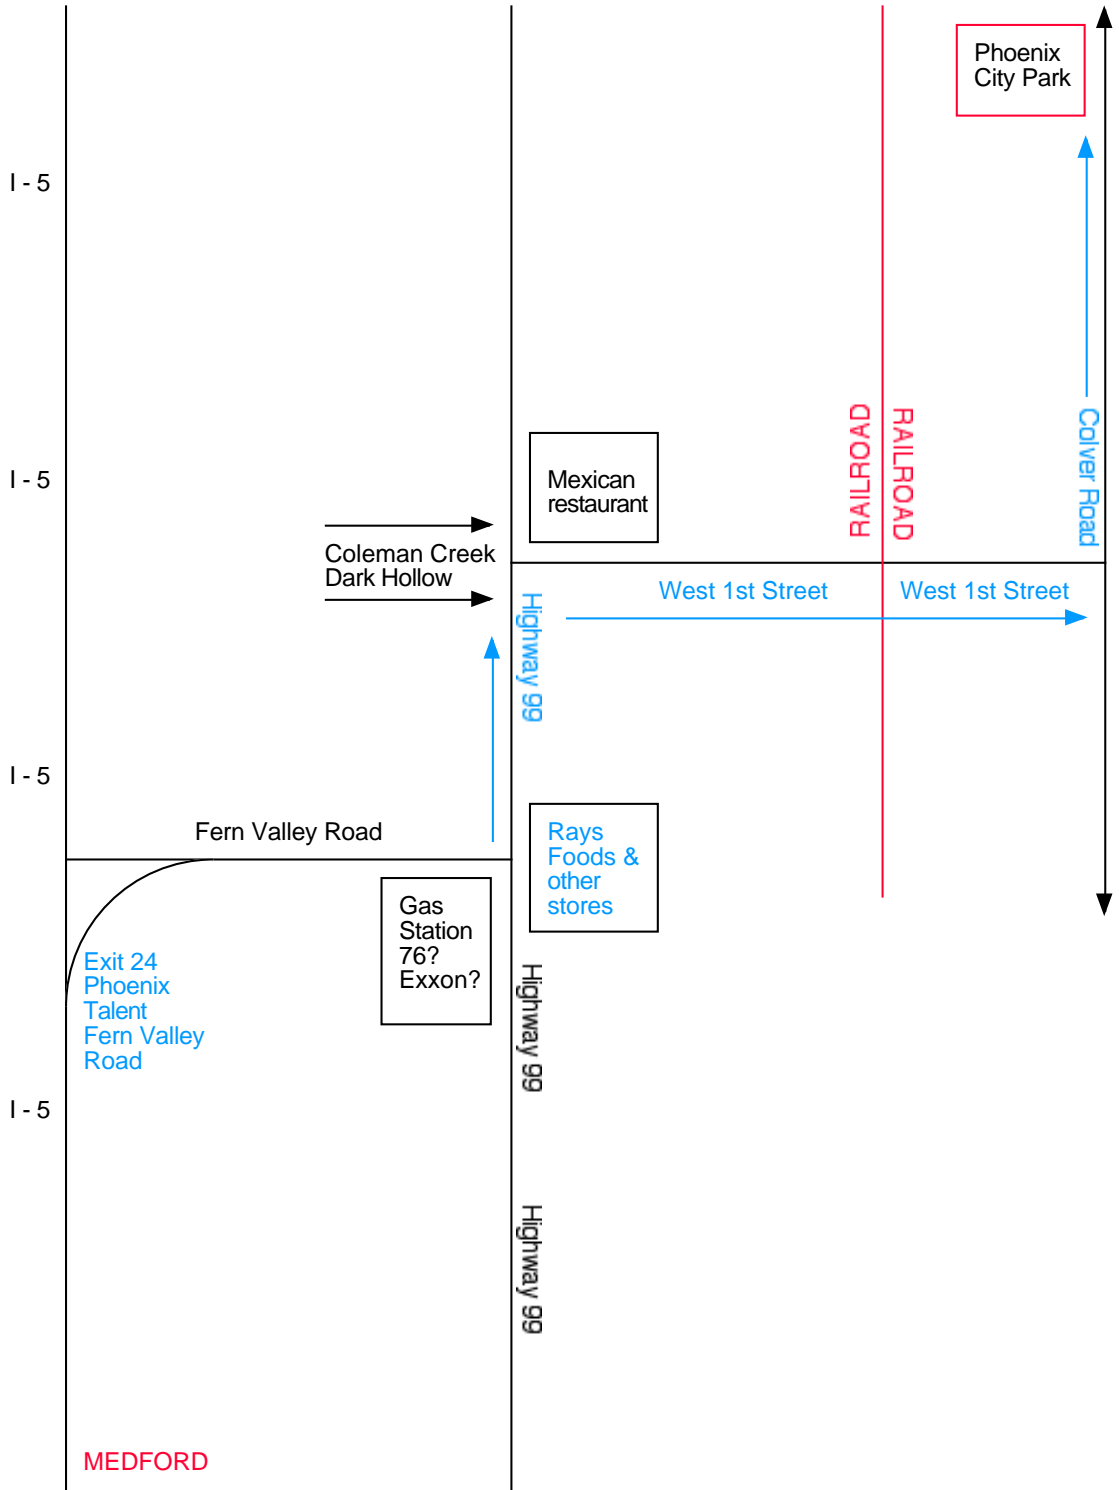 Phoenix
City Park
I - 5
I - 5
Mexican
restaurant
RAILROAD
RAILROAD
Colver Road
Coleman Creek
Dark Hollow
Highway 99
West 1st Street
West 1st Street
I - 5
Fern Valley Road
Rays
Foods &
other
stores
Gas
Station
76?
Exxon?
Exit 24
Phoenix
Talent
Fern Valley
Road
Highway 99
I - 5
Highway 99
MEDFORD